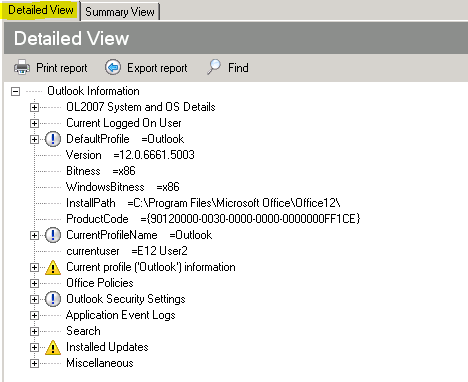 Detailed View Summary View
Detailed View
Print report Export report Find
Outlook Information
OL2007 System and OS Details
Current Logged On User
DefaultProfile =Outlook
Version =12.0.6661.5003
Bitness =x86
WindowsBitness =x86
InstallPath =C:\Program Files\Microsoft Office\Office12\
ProductCode ={90120000-0030-0000-0000-0000000FF1CE}
CurrentProfileName =Outlook
currentuser =E12 User2
Current profile ('Outlook') information
Office Policies
Outlook Security Settings
Application Event Logs
Search
Installed Updates
Miscellaneous